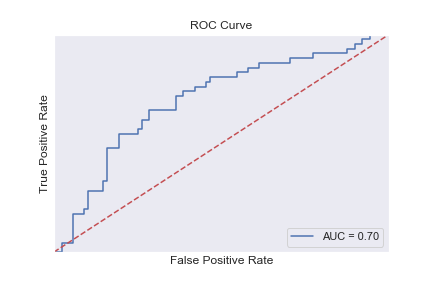 ROC Curve
True Positive Rate
AUC = 0.70
False Positive Rate